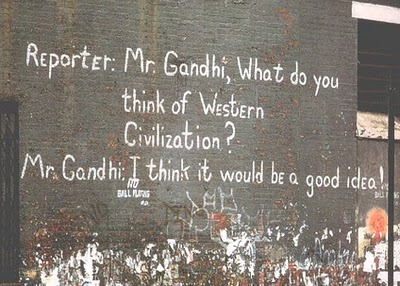 Reporter: Mr. Gandhi, What do you
think of Western
Civilization?
Mr. Gandhi: I think it would be a good idea!
NO
BALL PLAYING